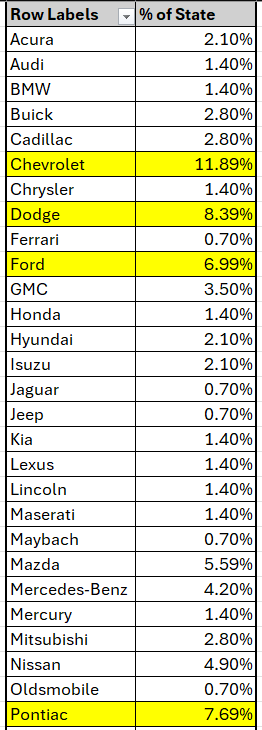 Row Labels % of State
Acura 2.10%
Audi 1.40%
BMW 1.40%
Buick 2.80%
Cadillac 2.80%
Chevrolet 11.89%
Chrysler 1.40%
Dodge 8.39%
Ferrari 0.70%
Ford 6.99%
GMC 3.50%
Honda 1.40%
Hyundai 2.10%
Isuzu 2.10%
Jaguar 0.70%
Jeep 0.70%
Kia 1.40%
Lexus 1.40%
Lincoln 1.40%
Maserati 1.40%
Maybach 0.70%
Mazda 5.59%
Mercedes-Benz 4.20%
Mercury 1.40%
Mitsubishi 2.80%
Nissan 4.90%
Oldsmobile 0.70%
Pontiac 7.69%